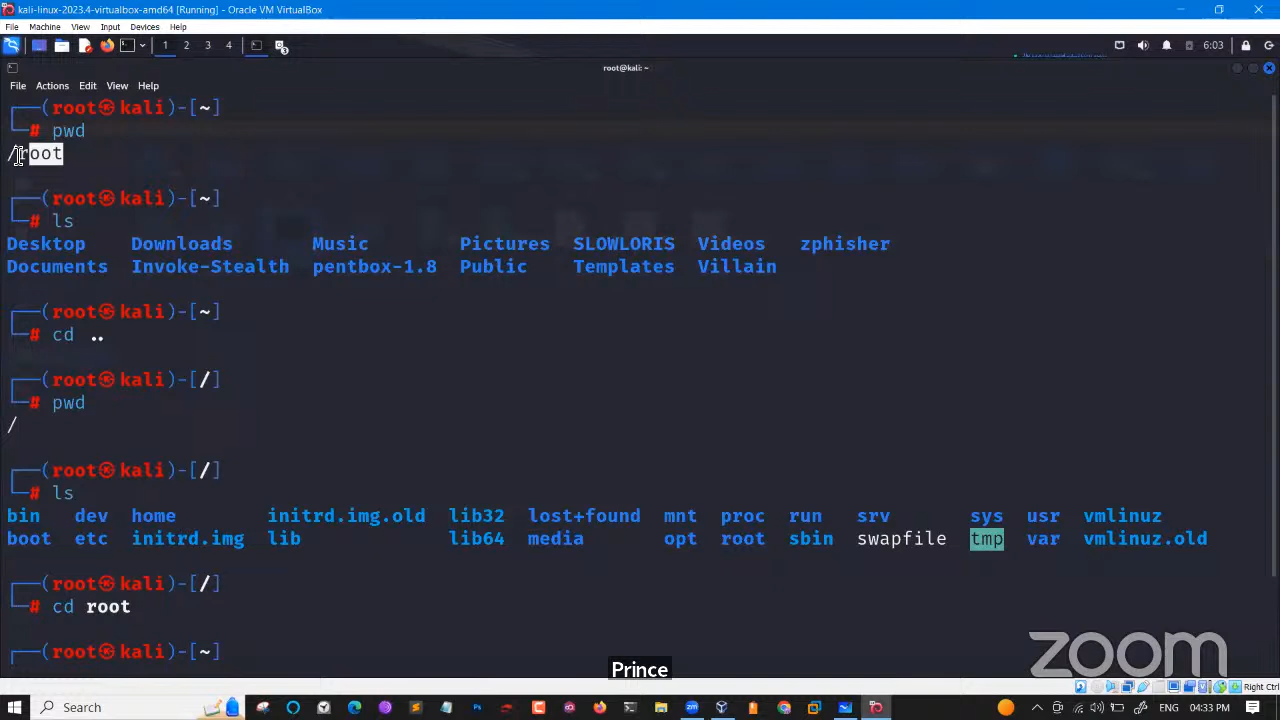 kali-linux-2023.4-virtualbox-amd64 [Running] - Oracle VM VirtualBox
File Machine View Input Devices Help
1 2 3 4 6:03
root@kali: ~
File Actions Edit View Help
(root㉿kali)-[~]
# pwd
/root
(root㉿kali)-[~]
# ls
Desktop Downloads Music Pictures SLOWLORIS Videos zphisher
Documents Invoke-Stealth pentbox-1.8 Public Templates Villain
(root㉿kali)-[~]
# cd ..
(root㉿kali)-[/]
# pwd
/
(root㉿kali)-[/]
# ls
bin dev home initrd.img.old lib32 lost+found mnt proc run srv sys usr vmlinuz
boot etc initrd.img lib lib64 media opt root sbin swapfile tmp var vmlinuz.old
(root㉿kali)-[/]
# cd root
(root㉿kali)-[~]
zoom
Prince
Right Ctrl
Search ENG 04:33 PM